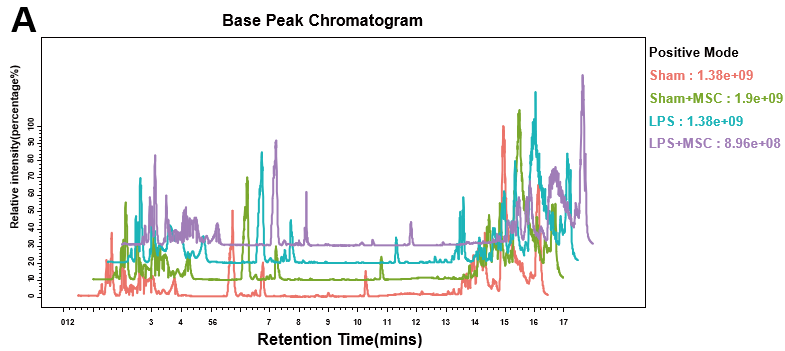 A
Base Peak Chromatogram
Positive Mode
Sham : 1.38e+09
Sham+MSC : 1.9e+09
LPS : 1.38e+09
LPS+MSC : 8.96e+08
Relative intensity(percentage%)
100
90
80
70
60
50
40
30
20
10
0
012 3 4 56 7 8 9 10 11 12 13 14 15 16 17
Retention Time(mins)